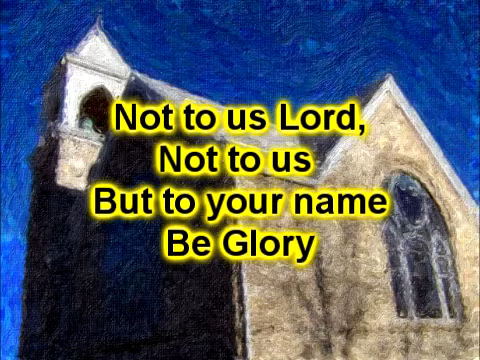 Not to us Lord,
Not to us
But to your name
Be Glory